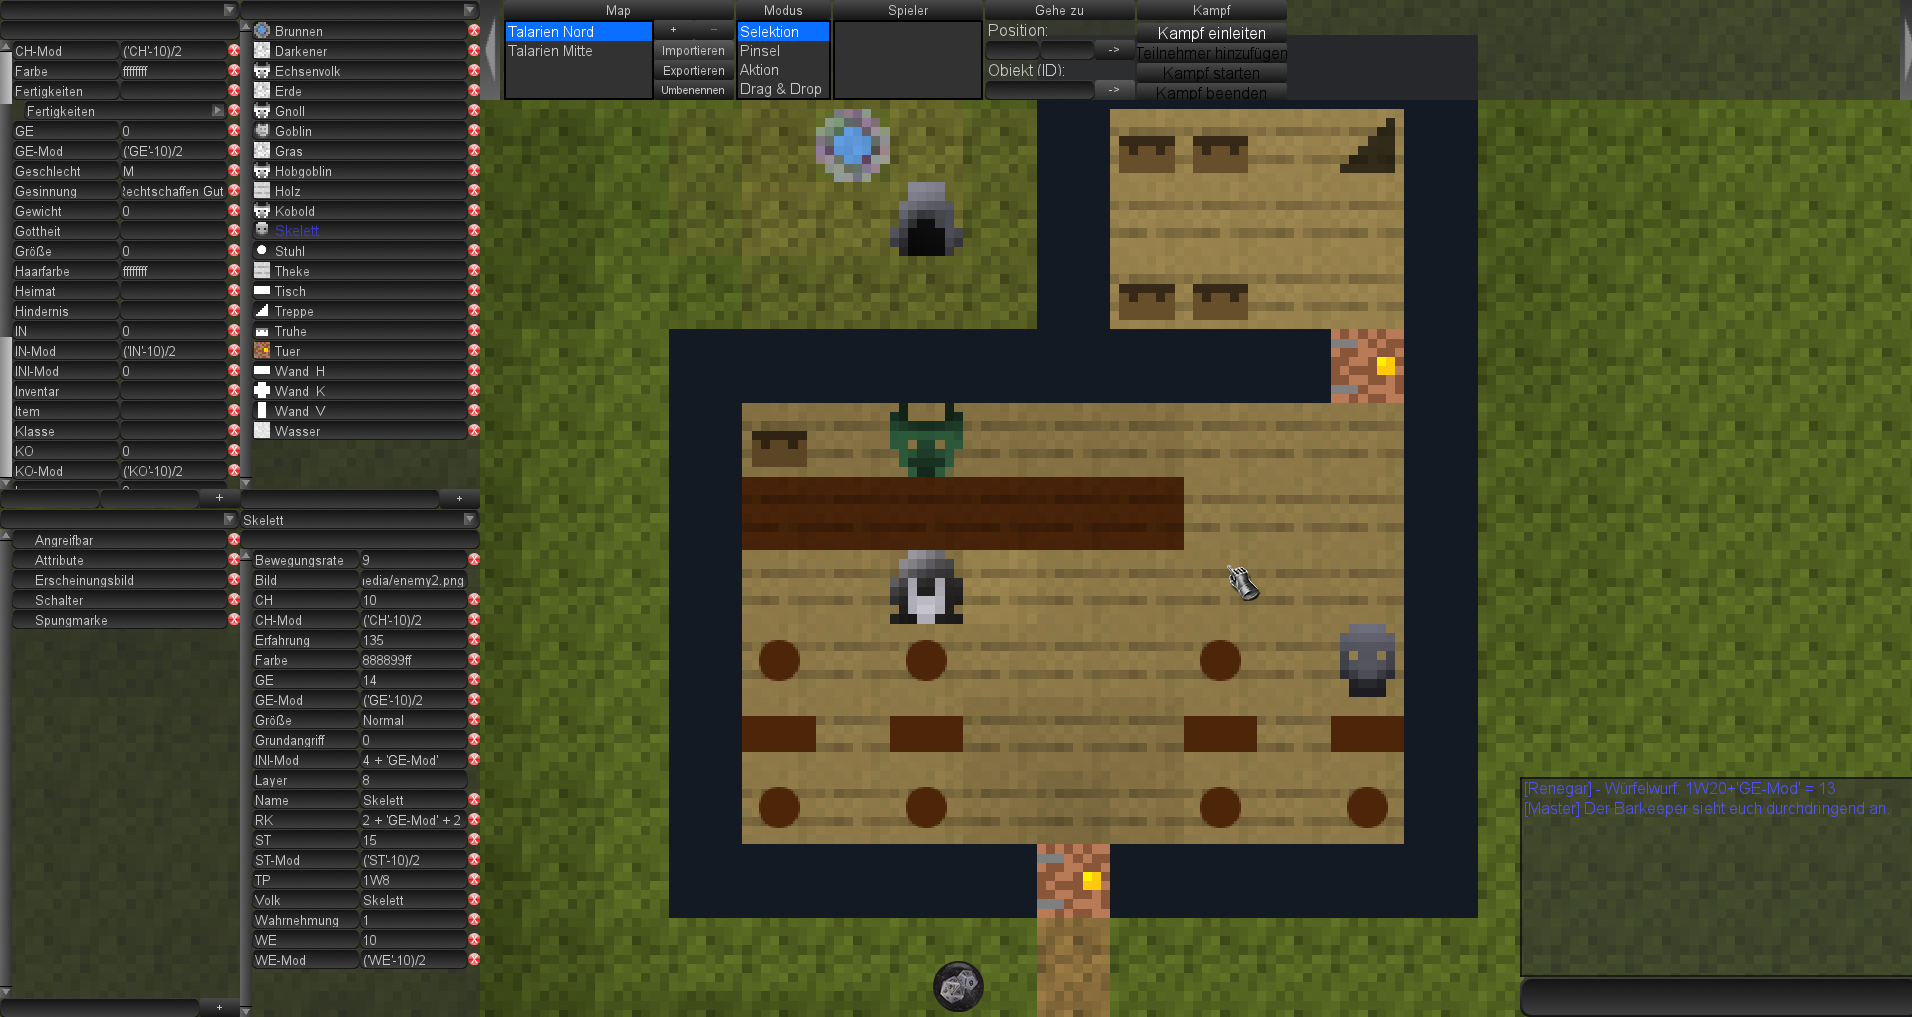 CH-Mod ('CH'-10)/2
Farbe ffffffff
Fertigkeiten
Fertigkeiten
GE 0
GE-Mod ('GE'-10)/2
Geschlecht M
Gesinnung Rechtschaffen Gut
Gewicht 0
Gottheit
Größe 0
Haarfarbe ffffffff
Heimat
Hindernis
IN 0
IN-Mod ('IN'-10)/2
INI-Mod 0
Inventar
Item
Klasse
KO 0
KO-Mod ('KO'-10)/2
+
Brunnen
Darkener
Echsenvolk
Erde
Gnoll
Goblin
Gras
Hobgoblin
Holz
Kobold
Skelett
Stuhl
Theke
Tisch
Treppe
Truhe
Tuer
Wand H
Wand K
Wand V
Wasser
+
Angreifbar
Attribute
Erscheinungsbild
Schalter
Spungmarke
+
Skelett
Bewegungsrate 9
Bild edia/enemy2.png
CH 10
CH-Mod ('CH'-10)/2
Erfahrung 135
Farbe 888899ff
GE 14
GE-Mod ('GE'-10)/2
Größe Normal
Grundangriff 0
INI-Mod 4 + 'GE-Mod'
Layer 8
Name Skelett
RK 2 + 'GE-Mod' + 2
ST 15
ST-Mod ('ST'-10)/2
TP 1W8
Volk Skelett
Wahrnehmung 1
WE 10
WE-Mod ('WE'-10)/2
Map
Talarien Nord
Talarien Mitte
+ -
Importieren
Exportieren
Umbenennen
Modus
Selektion
Pinsel
Aktion
Drag & Drop
Spieler
Gehe zu
Position:
->
Objekt (ID):
->
Kampf
Kampf einleiten
Teilnehmer hinzufügen
Kampf starten
Kampf beenden
[Renegar] - Würfelwurf: 1W20+'GE-Mod' = 13
[Master] Der Barkeeper sieht euch durchdringend an.